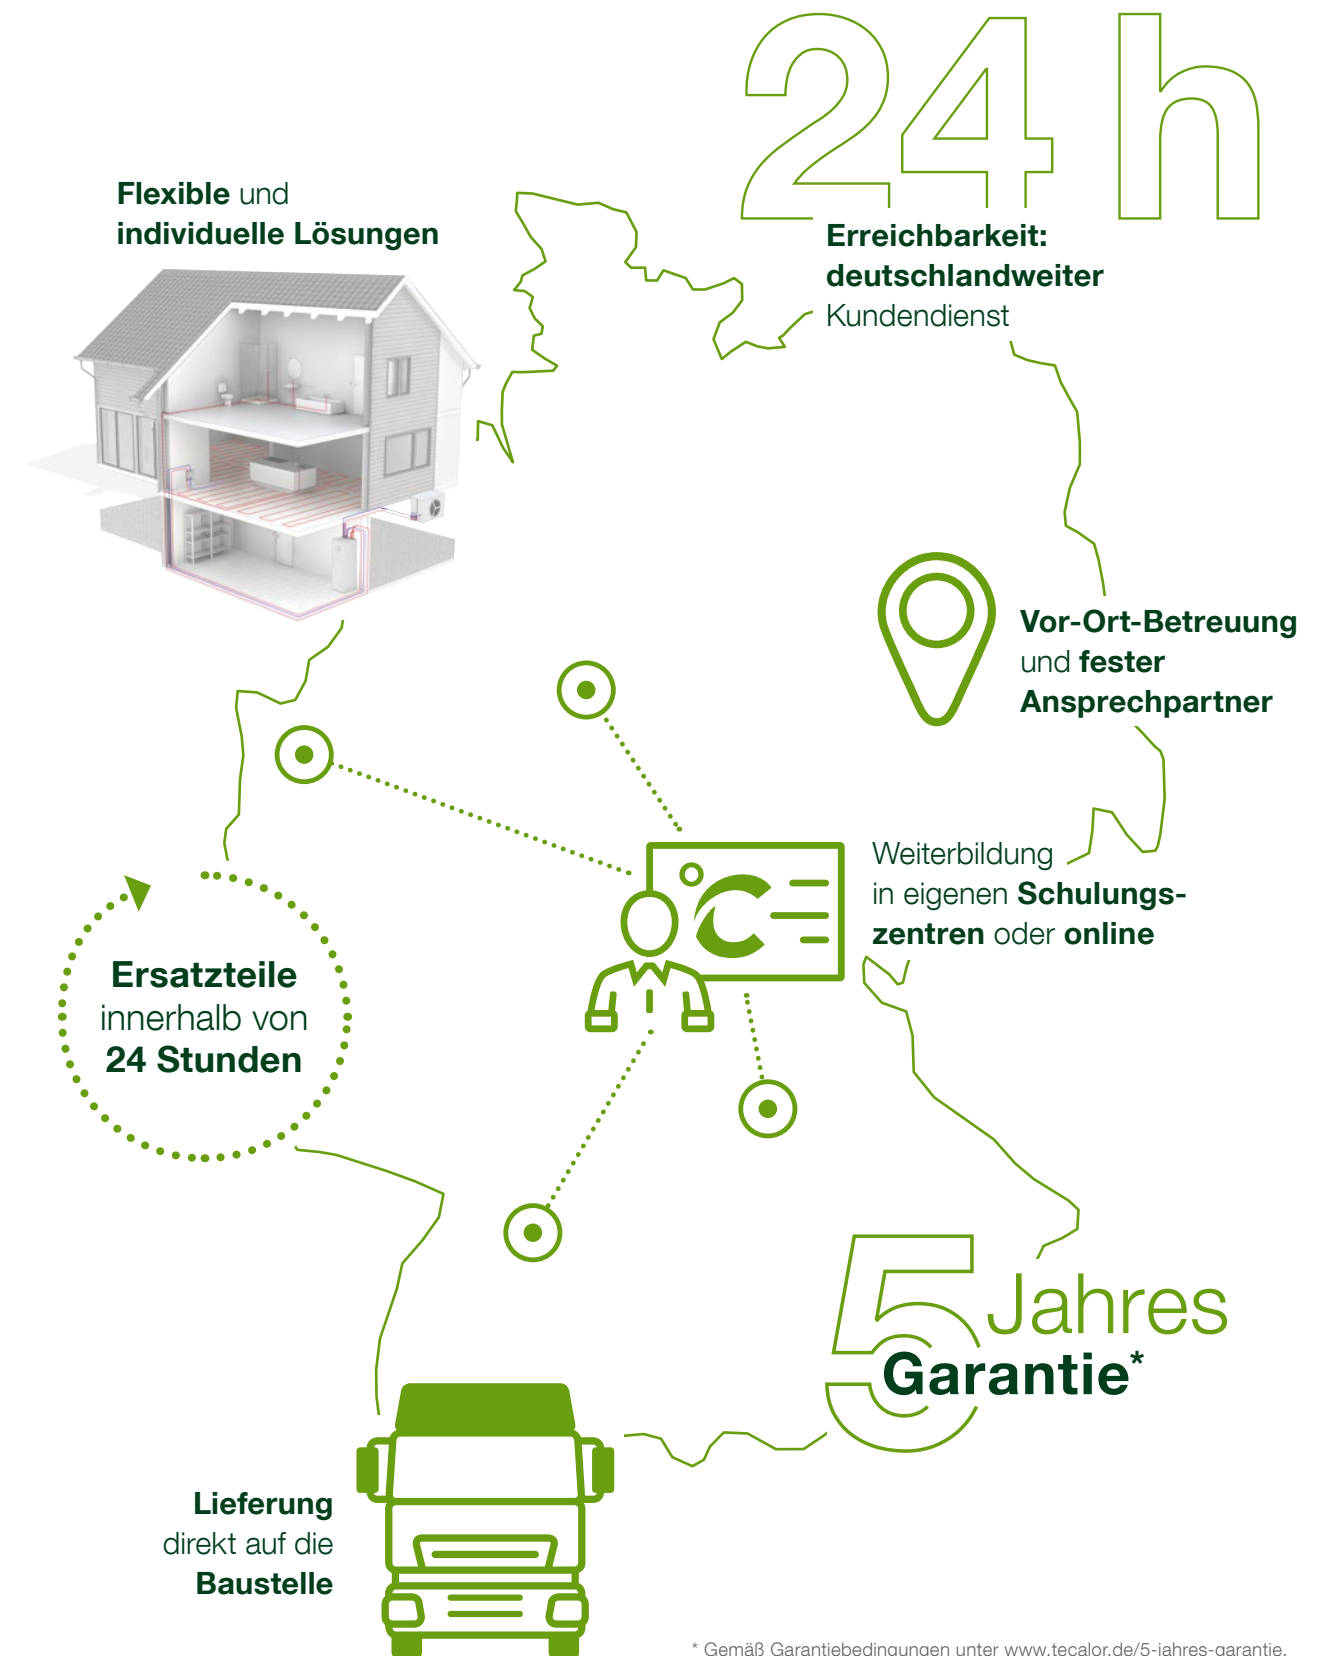 24 h
Flexible und
individuelle Lösungen
Erreichbarkeit:
deutschlandweiter
Kundendienst
Vor-Ort-Betreuung
und fester
Ansprechpartner
Weiterbildung
in eigenen Schulungs-
zentren oder online
Ersatzteile
innerhalb von
24 Stunden
5 Jahres
Garantie*
Lieferung
direkt auf die
Baustelle
* Gemäß Garantiebedingungen unter www.tecalor.de/5-jahres-garantie.